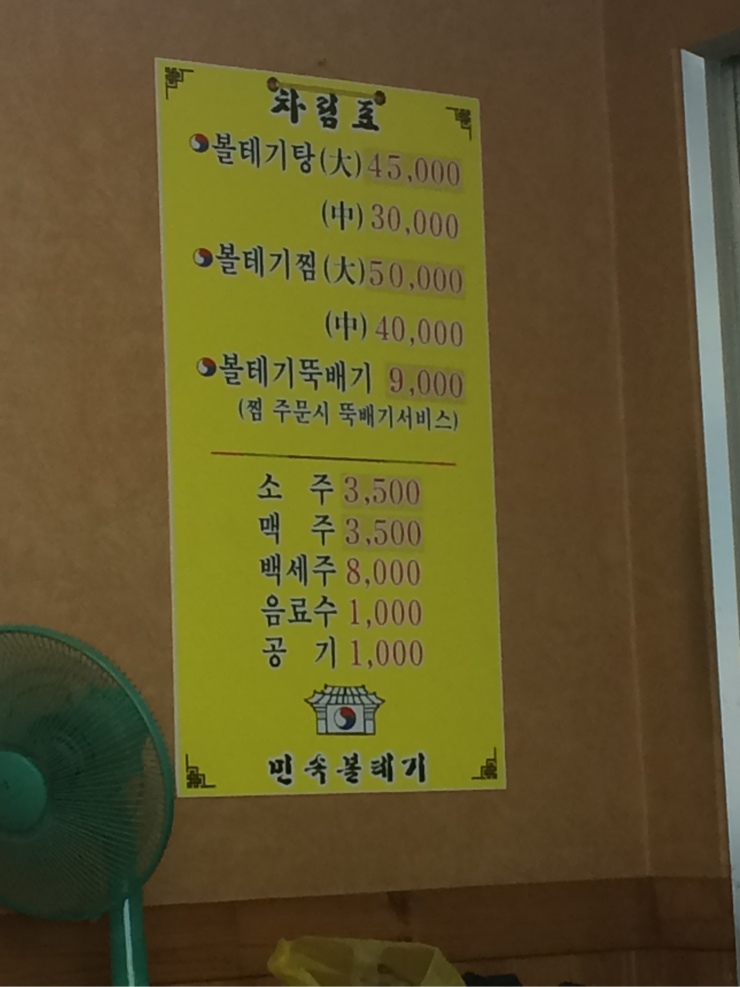 차림표
볼테기탕(大)45,000
(中)30,000
볼테기찜(大)50,000
(中)40,000
볼테기뚝배기 9,000
(찜 주문시 뚝배기서비스)
소 주 3,500
맥 주 3,500
백세주 8,000
음료수 1,000
공 기 1,000
민속볼테기